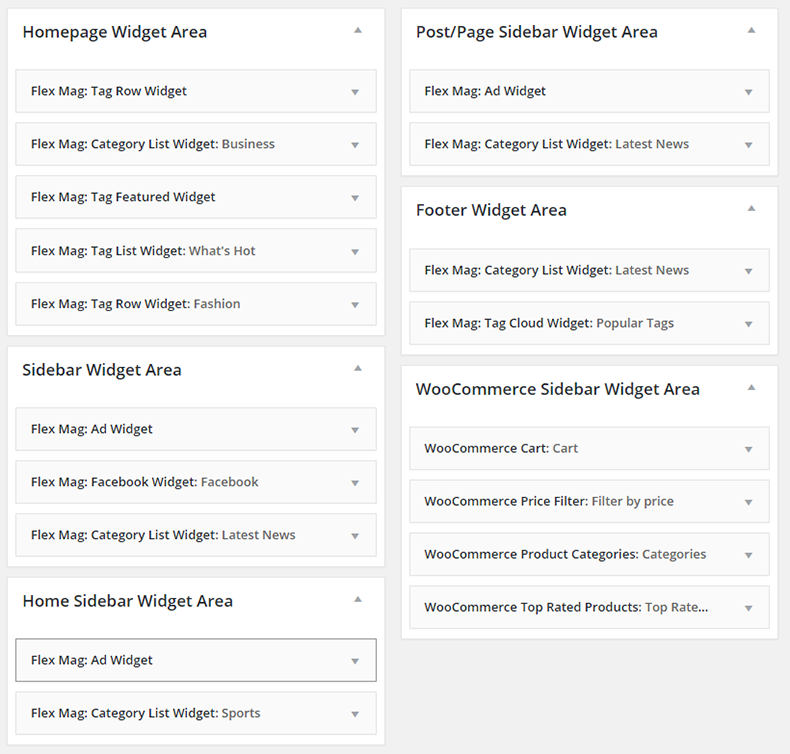 Homepage Widget Area
Flex Mag: Tag Row Widget
Flex Mag: Category List Widget: Business
Flex Mag: Tag Featured Widget
Flex Mag: Tag List Widget: What's Hot
Flex Mag: Tag Row Widget: Fashion
Sidebar Widget Area
Flex Mag: Ad Widget
Flex Mag: Facebook Widget: Facebook
Flex Mag: Category List Widget: Latest News
Home Sidebar Widget Area
Flex Mag: Ad Widget
Flex Mag: Category List Widget: Sports
Post/Page Sidebar Widget Area
Flex Mag: Ad Widget
Flex Mag: Category List Widget: Latest News
Footer Widget Area
Flex Mag: Category List Widget: Latest News
Flex Mag: Tag Cloud Widget: Popular Tags
WooCommerce Sidebar Widget Area
WooCommerce Cart: Cart
WooCommerce Price Filter: Filter by price
WooCommerce Product Categories: Categories
WooCommerce Top Rated Products: Top Rate...